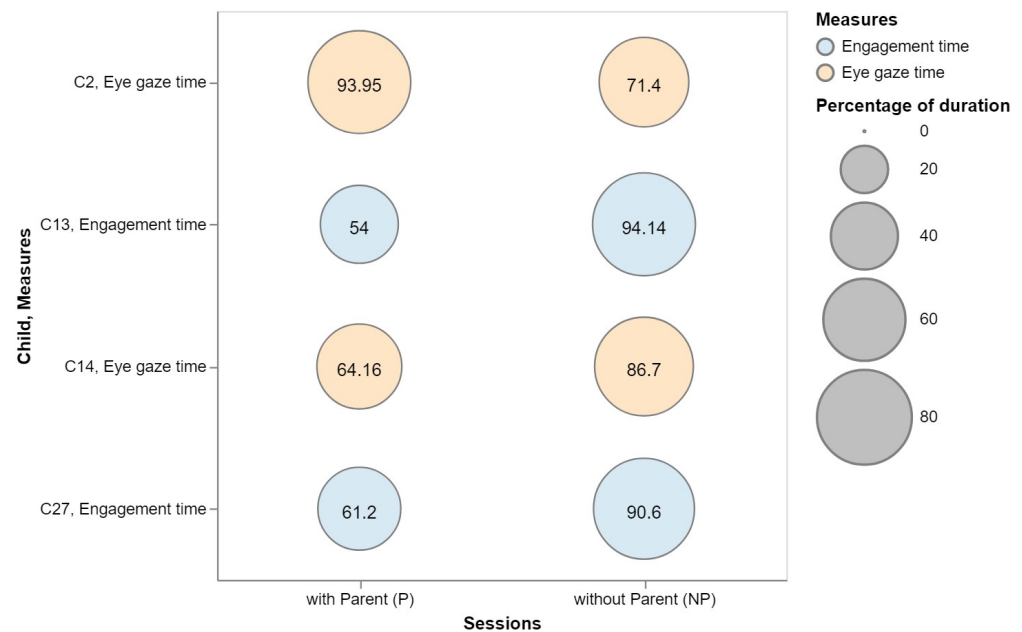 C2, Eye gaze time
93.95
71.4
C13, Engagement time
54
94.14
C14, Eye gaze time
64.16
86.7
C27, Engagement time
61.2
90.6
with Parent (P)
without Parent (NP)
Sessions
Child, Measures
Measures
Engagement time
Eye gaze time
Percentage of duration
0
20
40
60
80